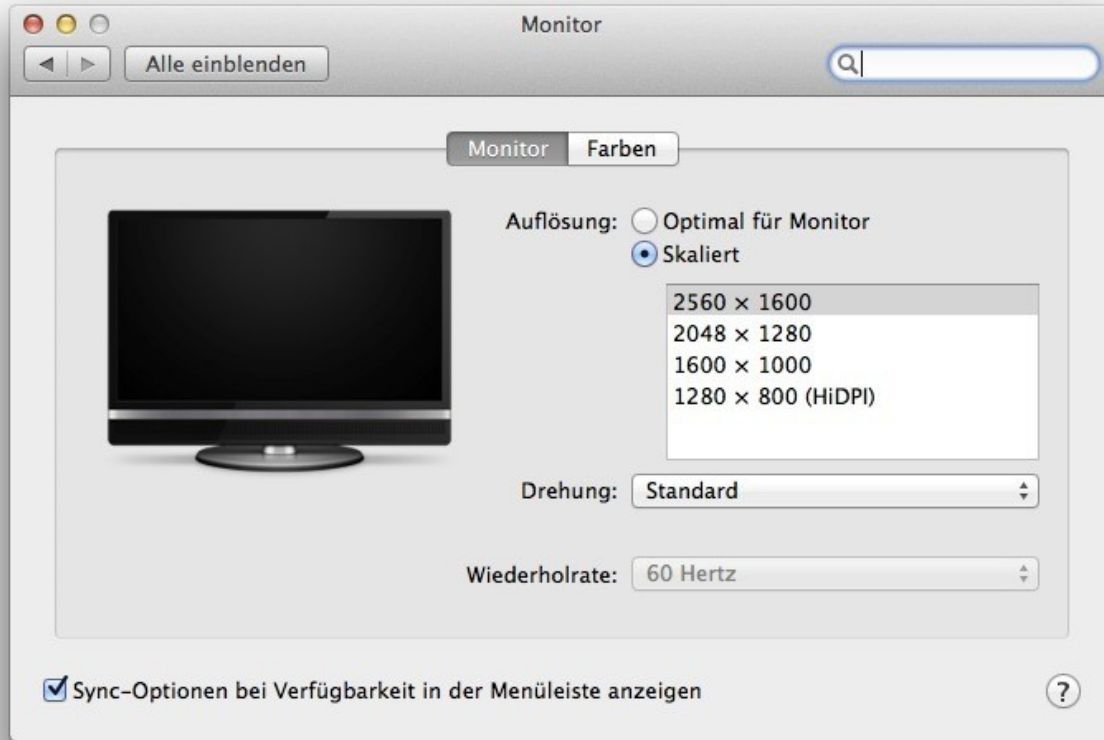 Monitor
Alle einblenden
Monitor Farben
Auflösung: Optimal für Monitor
Skaliert
2560 × 1600
2048 × 1280
1600 × 1000
1280 × 800 (HiDPI)
Drehung: Standard
Wiederholrate: 60 Hertz
Sync-Optionen bei Verfügbarkeit in der Menüleiste anzeigen ?